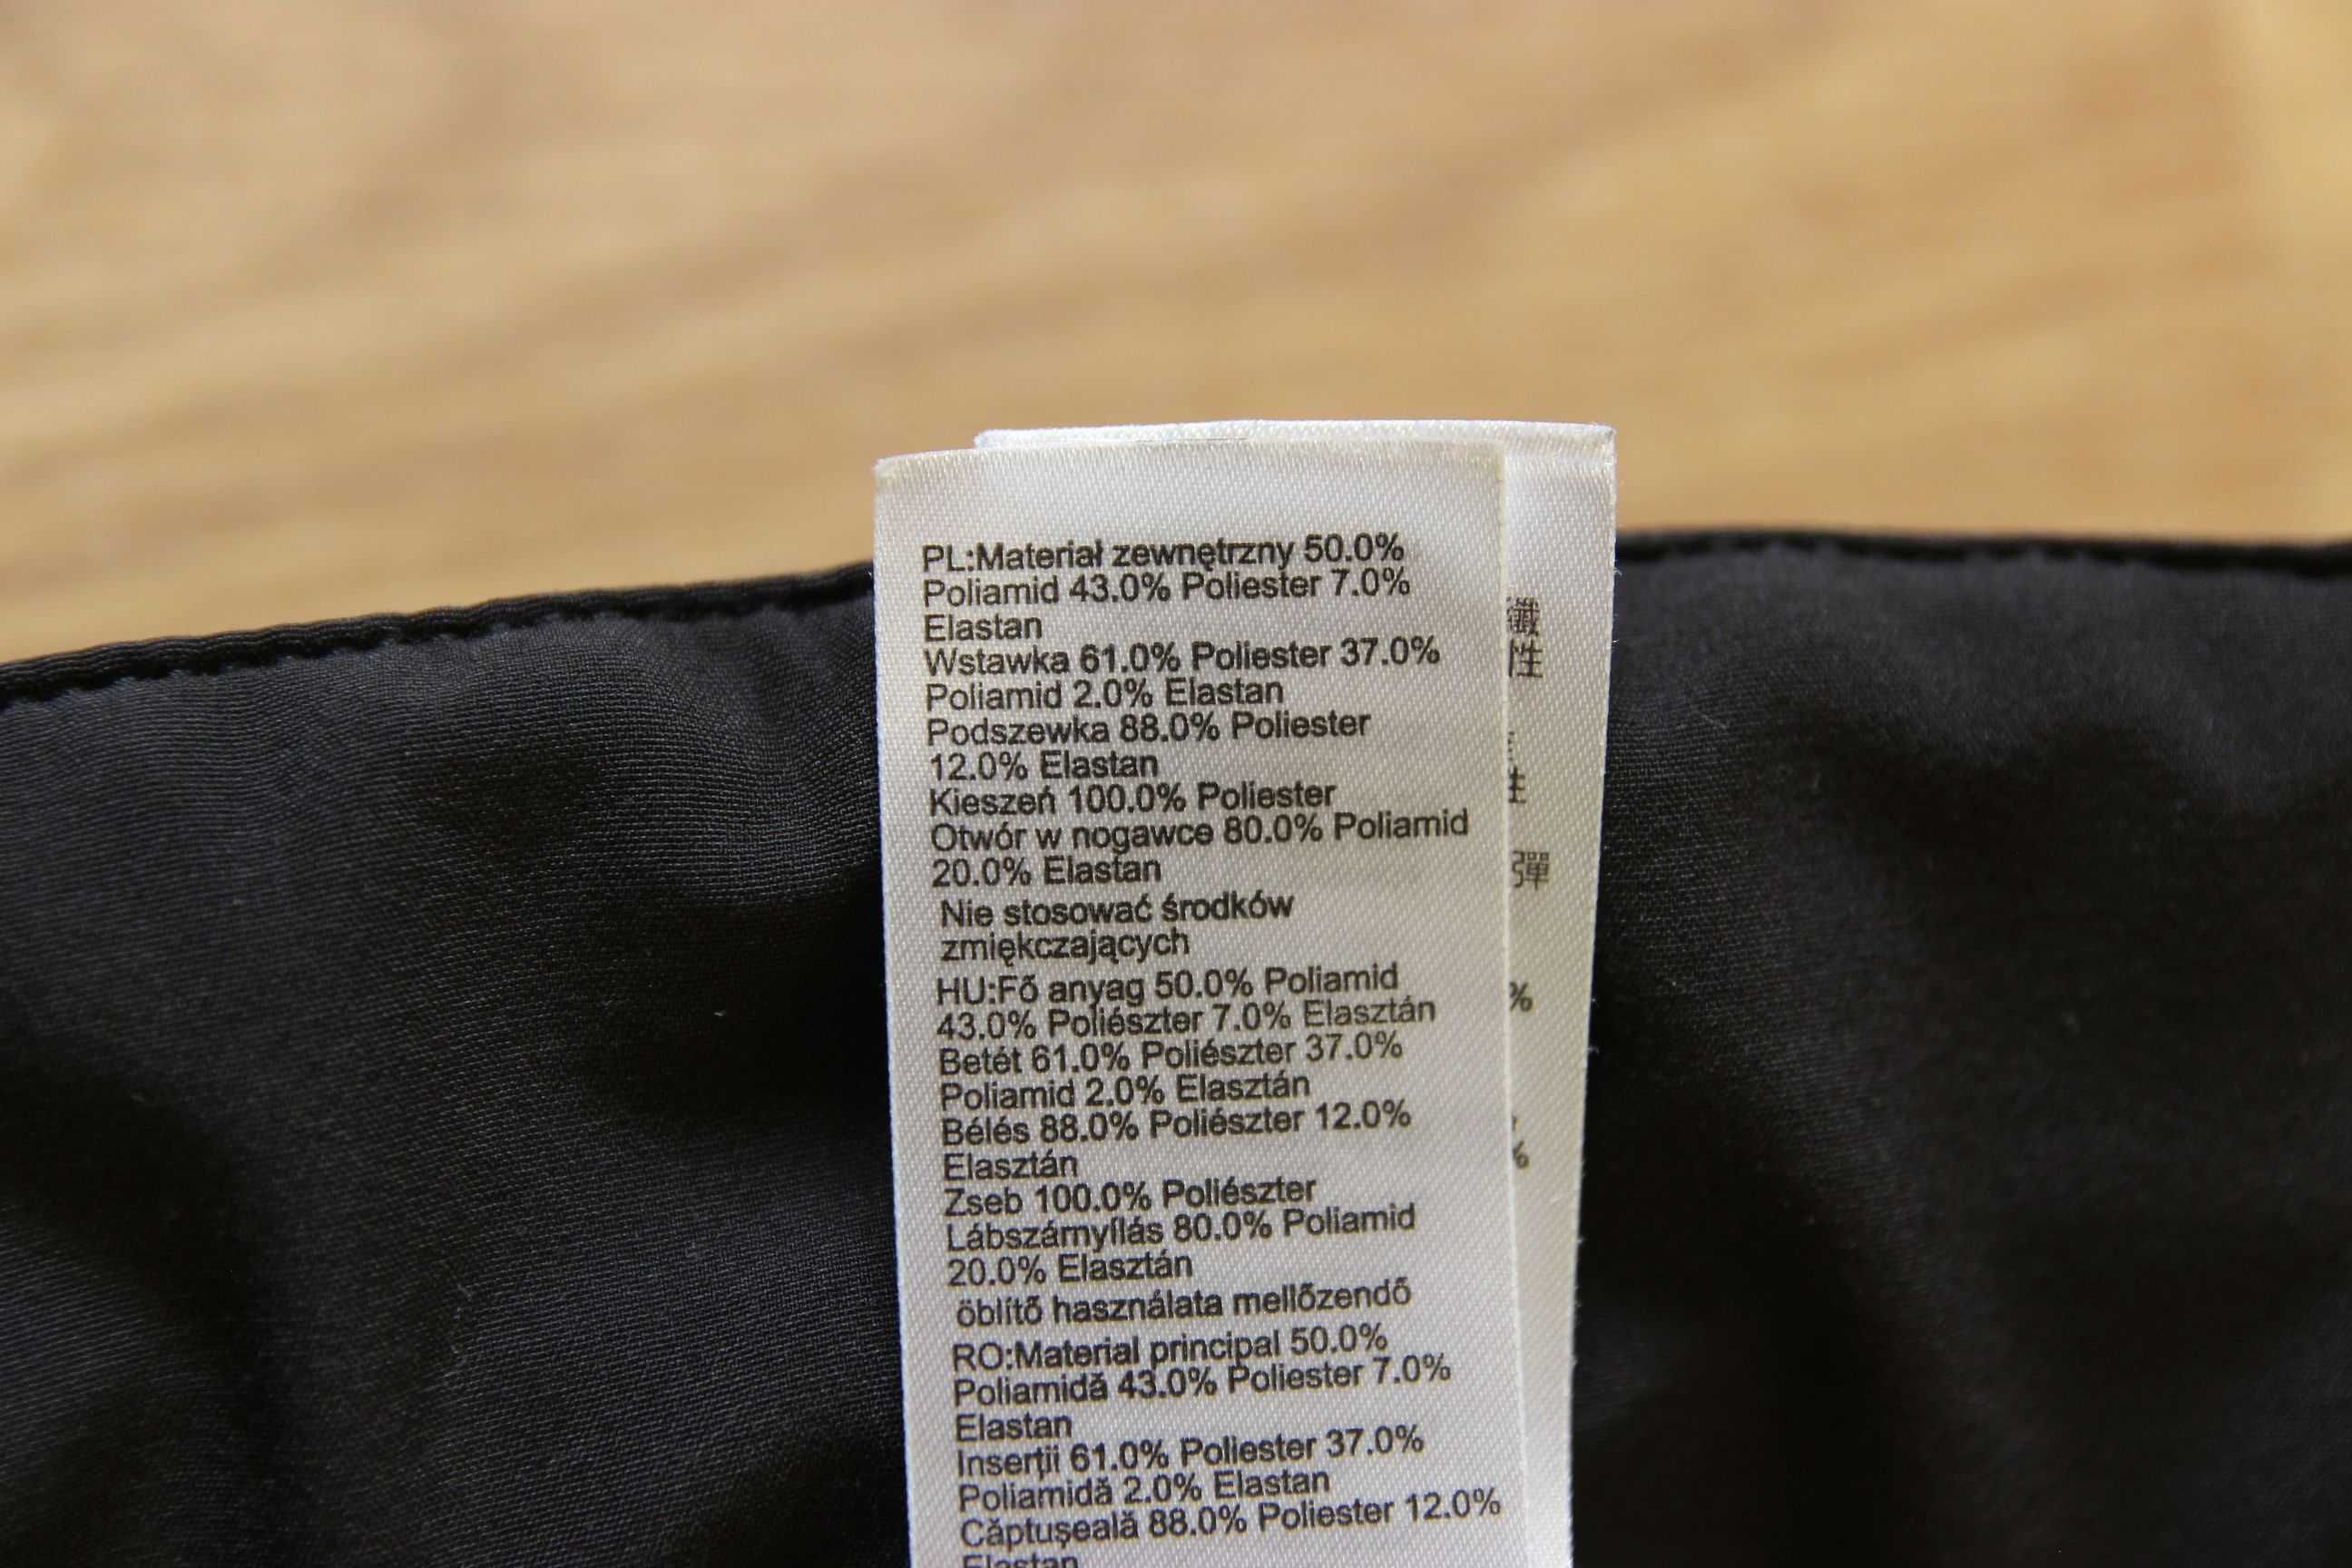 PL:Materiał zewnętrzny 50.0%
Poliamid 43.0% Poliester 7.0%
Elastan
Wstawka 61.0% Poliester 37.0%
Poliamid 2.0% Elastan
Podszewka 88.0% Poliester
12.0% Elastan
Kieszeń 100.0% Poliester
Otwór w nogawce 80.0% Poliamid
20.0% Elastan
Nie stosować środków
zmiękczających
HU:Fő anyag 50.0% Poliamid
43.0% Poliészter 7.0% Elasztán
Betét 61.0% Poliészter 37.0%
Poliamid 2.0% Elasztán
Bélés 88.0% Poliészter 12.0%
Elasztán
Zseb 100.0% Poliészter
Lábszárnyílás 80.0% Poliamid
20.0% Elasztán
öblítő használata mellőzendő
RO:Material principal 50.0%
Poliamidă 43.0% Poliester 7.0%
Elastan
Inserţii 61.0% Poliester 37.0%
Poliamidă 2.0% Elastan
Căptuşeală 88.0% Poliester 12.0%
Elastan
纖
性
彈
%
%